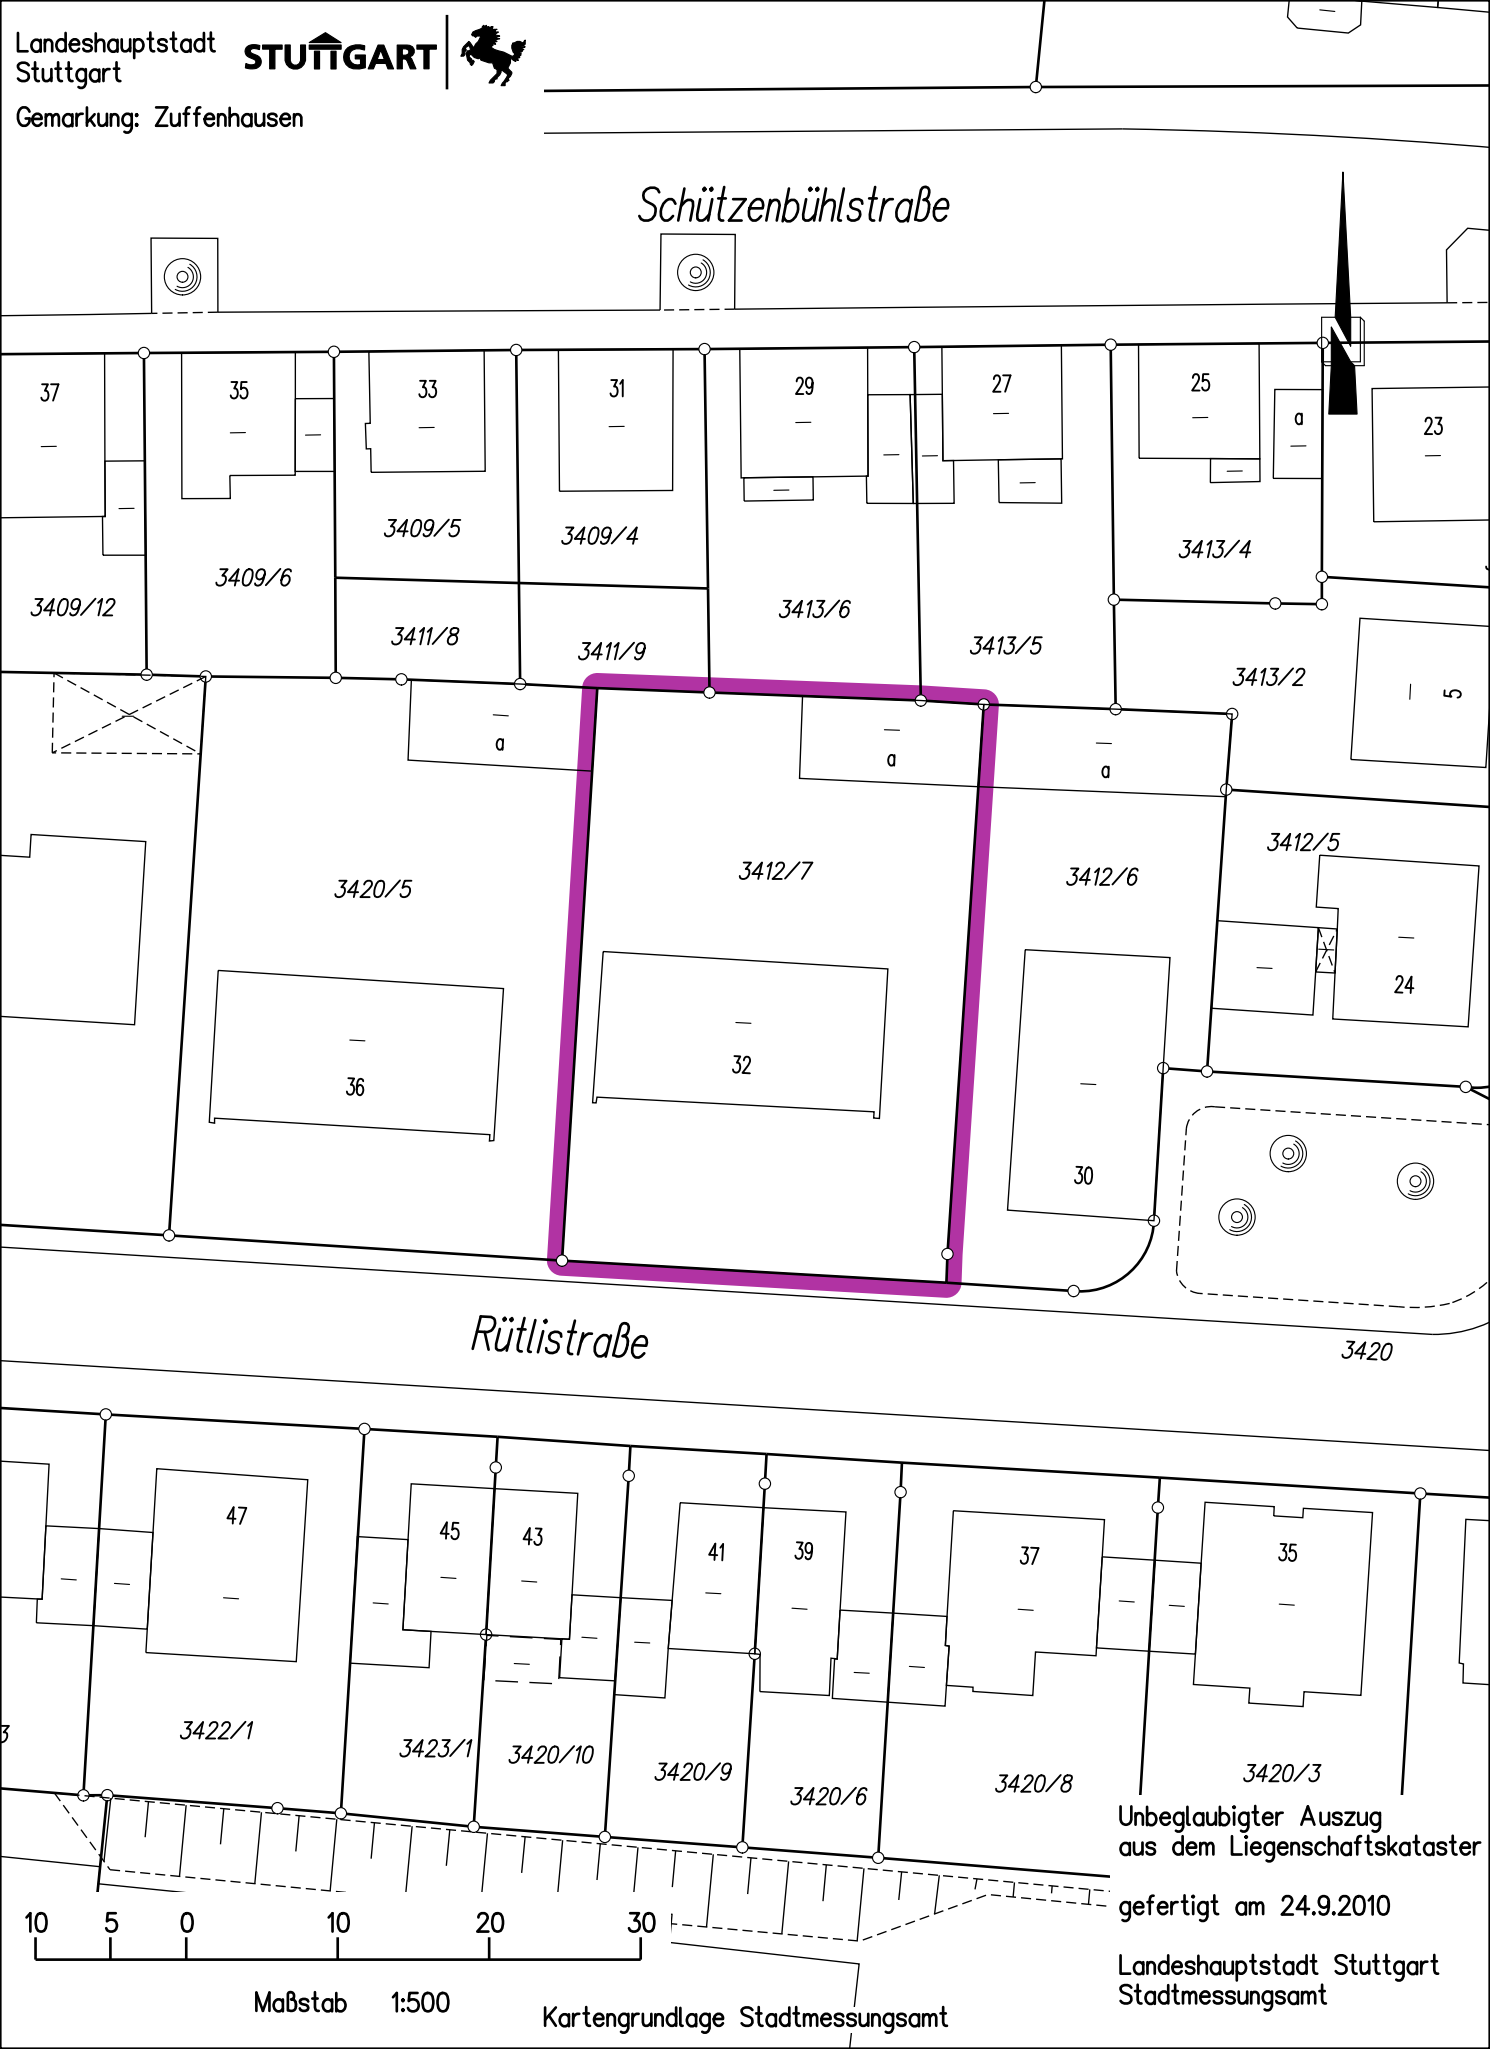 Landeshauptstadt
Stuttgart
STUTTGART
Gemarkung: Zuffenhausen
Schützenbühlstraße
N
37
35
33
31
29
27
25
a
23
3409/12
3409/6
3409/5
3409/4
3413/6
3413/5
3413/4
3411/8
3411/9
3413/2
5
a
a
a
3420/5
3412/7
3412/6
3412/5
36
32
30
24
Rütlistraße
3420
47
45
43
41
39
37
35
3
3422/1
3423/1
3420/10
3420/9
3420/6
3420/8
3420/3
Unbeglaubigter Auszug
aus dem Liegenschaftskataster
gefertigt am 24.9.2010
Landeshauptstadt Stuttgart
Stadtmessungsamt
10 5 0 10 20 30
Maßstab 1:500
Kartengrundlage Stadtmessungsamt